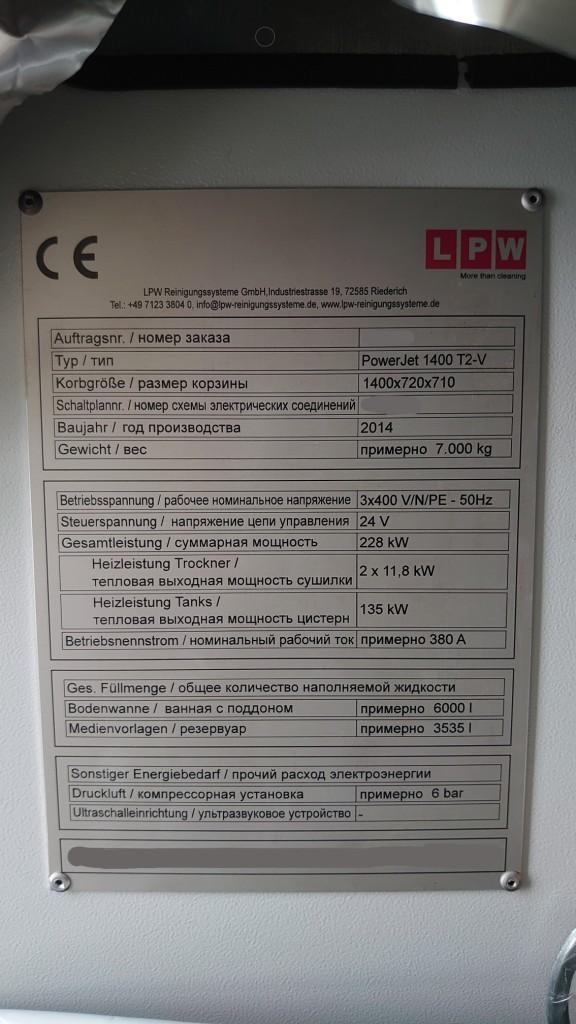 CE
LPW
More than cleaning
LPW Reinigungssysteme GmbH,Industriestrasse 19, 72585 Riederich
Tel.: +49 7123 3804 0, info@lpw-reinigungssysteme.de, www.lpw-reinigungssysteme.de
Auftragsnr. / номер заказа
Typ / тип PowerJet 1400 T2-V
Korbgröße / размер корзины 1400x720x710
Schaltplannr. / номер схемы электрических соединений
Baujahr / год производства 2014
Gewicht / вес примерно 7.000 kg
Betriebsspannung / рабочее номинальное напряжение 3x400 V/N/PE - 50Hz
Steuerspannung / напряжение цепи управления 24 V
Gesamtleistung / суммарная мощность 228 kW
Heizleistung Trockner /
тепловая выходная мощность сушилки 2 x 11,8 kW
Heizleistung Tanks /
тепловая выходная мощность цистерн 135 kW
Betriebsnennstrom / номинальный рабочий ток примерно 380 A
Ges. Füllmenge / общее количество наполняемой жидкости
Bodenwanne / ванная с поддоном примерно 6000 l
Medienvorlagen / резервуар примерно 3535 l
Sonstiger Energiebedarf / прочий расход электроэнергии
Druckluft / компрессорная установка примерно 6 bar
Ultraschalleinrichtung / ультразвуковое устройство -